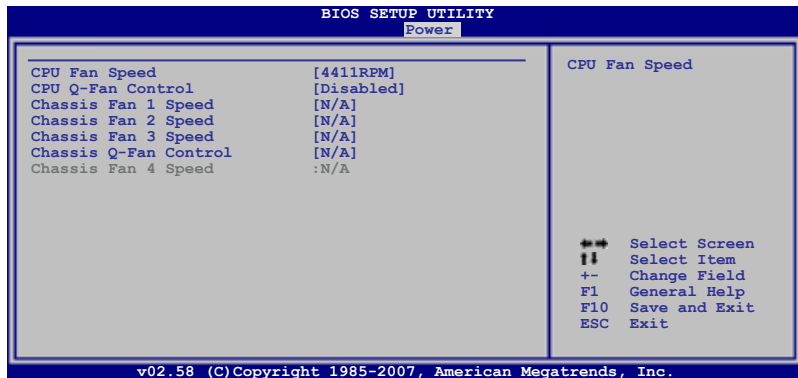 BIOS SETUP UTILITY
Power
CPU Fan Speed [4411RPM]
CPU Q-Fan Control [Disabled]
Chassis Fan 1 Speed [N/A]
Chassis Fan 2 Speed [N/A]
Chassis Fan 3 Speed [N/A]
Chassis Q-Fan Control [N/A]
Chassis Fan 4 Speed :N/A
CPU Fan Speed
←→ Select Screen
↑↓ Select Item
+- Change Field
F1 General Help
F10 Save and Exit
ESC Exit
v02.58 (C)Copyright 1985-2007, American Megatrends, Inc.